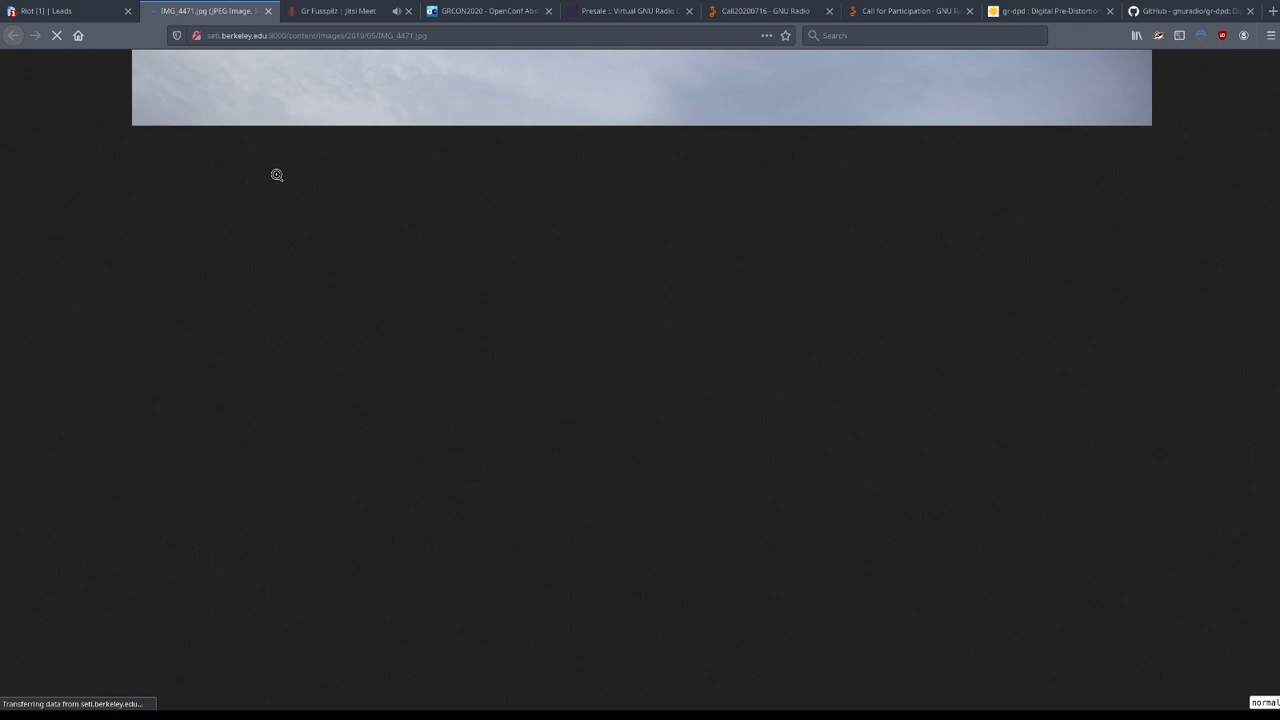 Riot [1] | Leads
IMG_4471.jpg (JPEG Image, S
Gr Fusspilz | Jitsi Meet
GRCON2020 - OpenConf Abs
Presale :: Virtual GNU Radio C
Call20200716 - GNU Radio
Call for Participation - GNU Ra
gr-dpd : Digital Pre-Distortion
GitHub - gnuradio/gr-dpd: Di
seti.berkeley.edu:8000/content/images/2019/05/IMG_4471.jpg
Search
Transferring data from seti.berkeley.edu...
normal